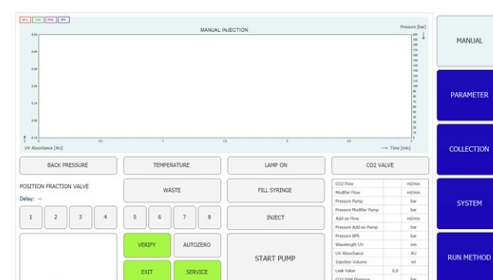 MANUAL INJECTION
Pressure [bar]
UV Absorbance [AU]
Time [min]
BACK PRESSURE
TEMPERATURE
LAMP ON
CO2 VALVE
POSITION FRACTION VALVE
Delay: --
WASTE
FILL SYRINGE
1 2 3 4 5 6 7 8
INJECT
VERIFY
AUTOZERO
EXIT
SERVICE
START PUMP
CO2 Flow ml/min
Modifier Flow ml/min
Pressure Pump bar
Pressure Modifier Pump bar
Add-on Flow ml/min
Pressure Add-on Pump bar
Pressure BPR bar
Wavelength UV nm
UV Absorbance AU
Injection Volume ml
Leak Value 0,0
CO2 Inlet Pressure bar
MANUAL
PARAMETER
COLLECTION
SYSTEM
RUN METHOD